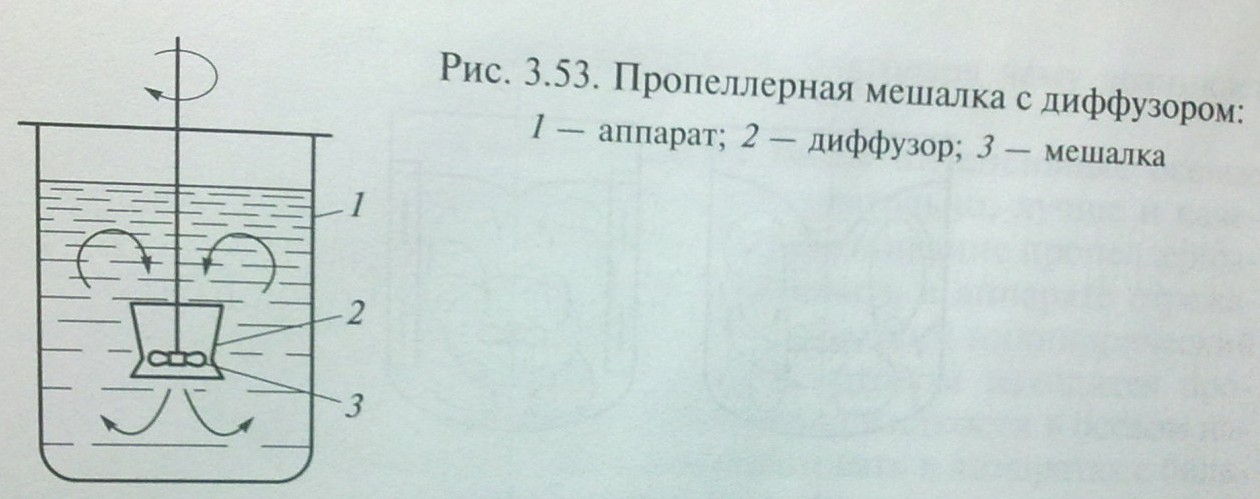 Рис. 3.53. Пропеллерная мешалка с диффузором:
1 — аппарат; 2 — диффузор; 3 — мешалка
1
2
3